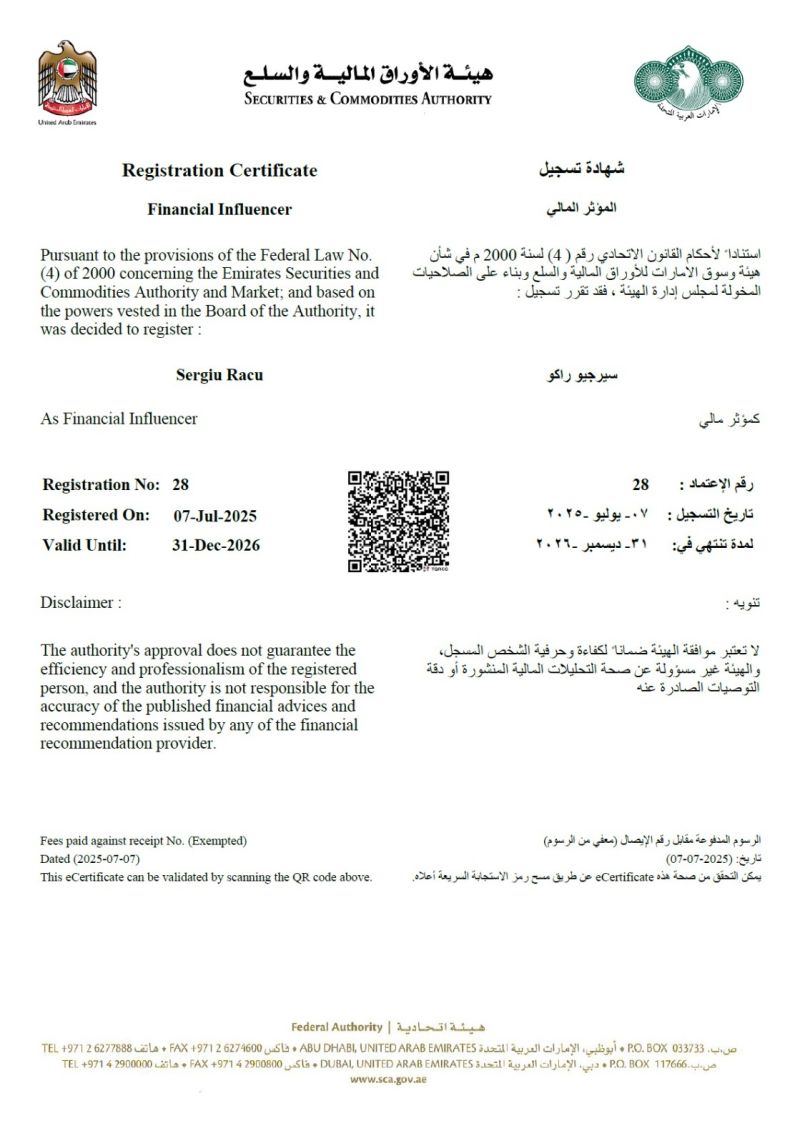 هيئة الأوراق المالية والسلع
SECURITIES & COMMODITIES AUTHORITY
United Arab Emirates
الإمارات العربية المتحدة
Registration Certificate
شهادة تسجيل
Financial Influencer
المؤثر المالي
Pursuant to the provisions of the Federal Law No.
(4) of 2000 concerning the Emirates Securities and
Commodities Authority and Market; and based on
the powers vested in the Board of the Authority, it
was decided to register :
استنادا ً لأحكام القانون الاتحادي رقم ( 4) لسنة 2000 م في شأن
هيئة وسوق الامارات للأوراق المالية والسلع وبناء على الصلاحيات
المخولة لمجلس إدارة الهيئة ، فقد تقرر تسجيل :
Sergiu Racu
سيرجيو راكو
As Financial Influencer
كمؤثر مالي
Registration No: 28
رقم الإعتماد : 28
Registered On: 07-Jul-2025
تاريخ التسجيل : ٠٧- يوليو -٢٠٢٥
Valid Until: 31-Dec-2026
لمدة تنتهي في: ٣١- ديسمبر -٢٠٢٦
Disclaimer :
تنويه :
The authority's approval does not guarantee the
efficiency and professionalism of the registered
person, and the authority is not responsible for the
accuracy of the published financial advices and
recommendations issued by any of the financial
recommendation provider.
لا تعتبر موافقة الهيئة ضمانا ً لكفاءة وحرفية الشخص المسجل،
والهيئة غير مسؤولة عن صحة التحليلات المالية المنشورة أو دقة
التوصيات الصادرة عنه
Fees paid against receipt No. (Exempted)
Dated (2025-07-07)
This eCertificate can be validated by scanning the QR code above.
الرسوم المدفوعة مقابل رقم الإيصال (معفي من الرسوم)
تاريخ: (2025-07-07)
يمكن التحقق من صحة هذه eCertificate عن طريق مسح رمز الاستجابة السريعة أعلاه.
Federal Authority | هيئة اتحادية
TEL +971 2 6277888 هاتف • FAX +971 2 6274600 فاكس • ABU DHABI, UNITED ARAB EMIRATES أبوظبي، الإمارات العربية المتحدة • P.O. BOX 033733 ص.ب.
TEL +971 4 2900000 هاتف • FAX +971 4 2900800 فاكس • DUBAI, UNITED ARAB EMIRATES دبي، الإمارات العربية المتحدة • P.O. BOX 117666 ص.ب.
www.sca.gov.ae